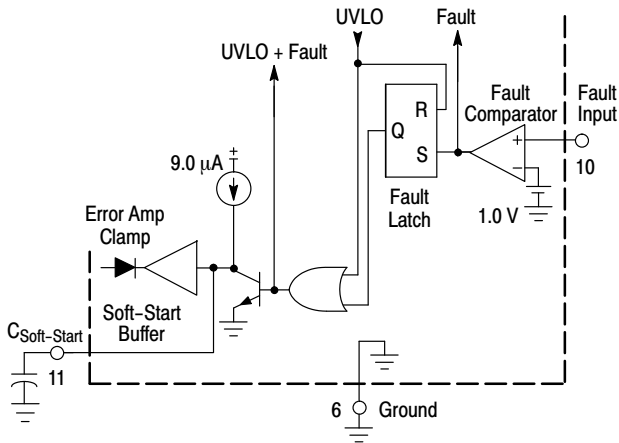 UVLO
Fault
UVLO + Fault
R
Q
S
Fault
Latch
Fault
Comparator
+
−
1.0 V
Fault
Input
10
9.0 µA
+
Error Amp
Clamp
Soft–Start
Buffer
CSoft–Start
11
6 Ground